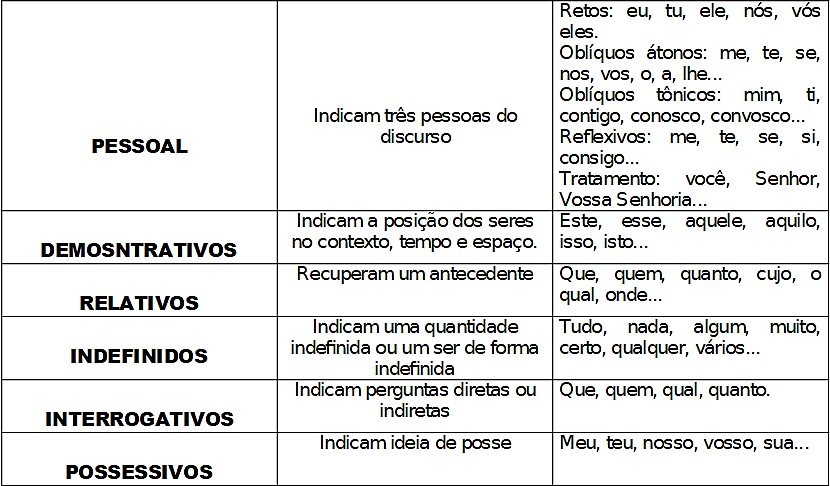 PESSOAL
Indicam três pessoas do
discurso
Retos: eu, tu, ele, nós, vós
eles.
Oblíquos átonos: me, te, se,
nos, vos, o, a, lhe...
Oblíquos tônicos: mim, ti,
contigo, conosco, convosco...
Reflexivos: me, te, se, si,
consigo...
Tratamento: você, Senhor,
Vossa Senhoria...
DEMOSNTRATIVOS
Indicam a posição dos seres
no contexto, tempo e espaço.
Este, esse, aquele, aquilo,
isso, isto...
RELATIVOS
Recuperam um antecedente
Que, quem, quanto, cujo, o
qual, onde...
INDEFINIDOS
Indicam uma quantidade
indefinida ou um ser de forma
indefinida
Tudo, nada, algum, muito,
certo, qualquer, vários...
INTERROGATIVOS
Indicam perguntas diretas ou
indiretas
Que, quem, qual, quanto.
POSSESSIVOS
Indicam ideia de posse
Meu, teu, nosso, vosso, sua...